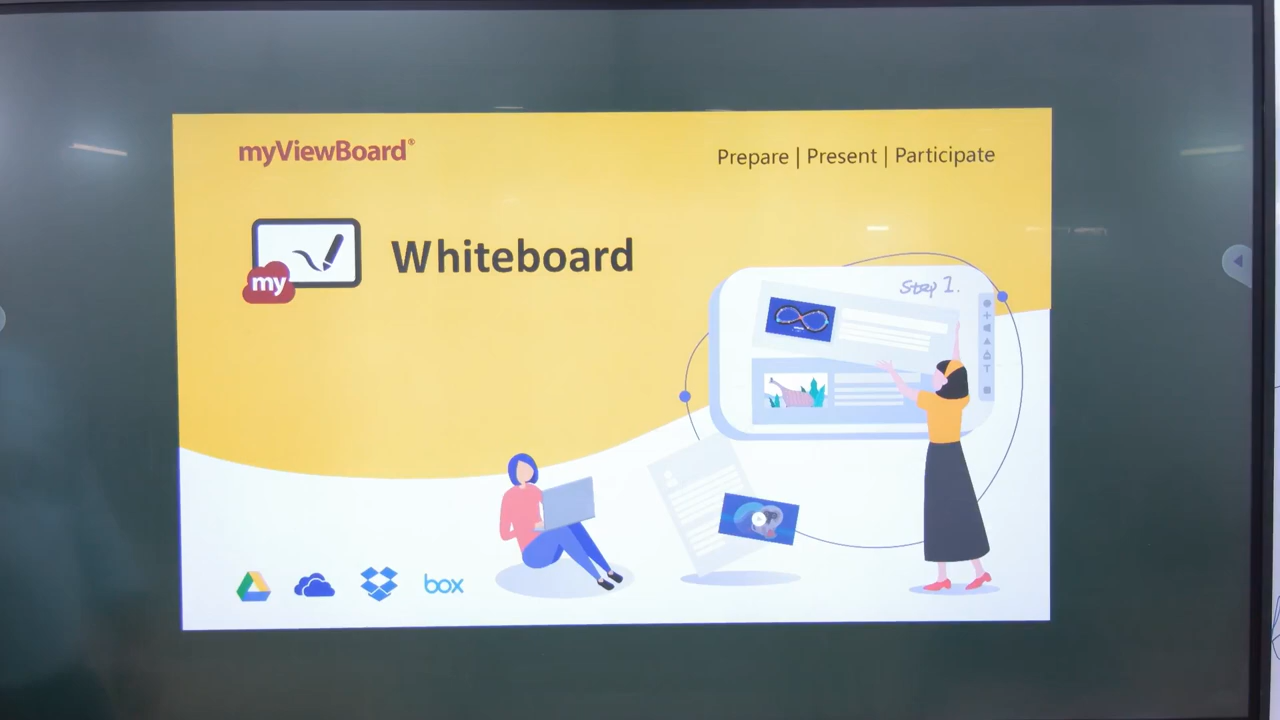 myViewBoard®
Prepare | Present | Participate
my
Whiteboard
Step 1.
T
box